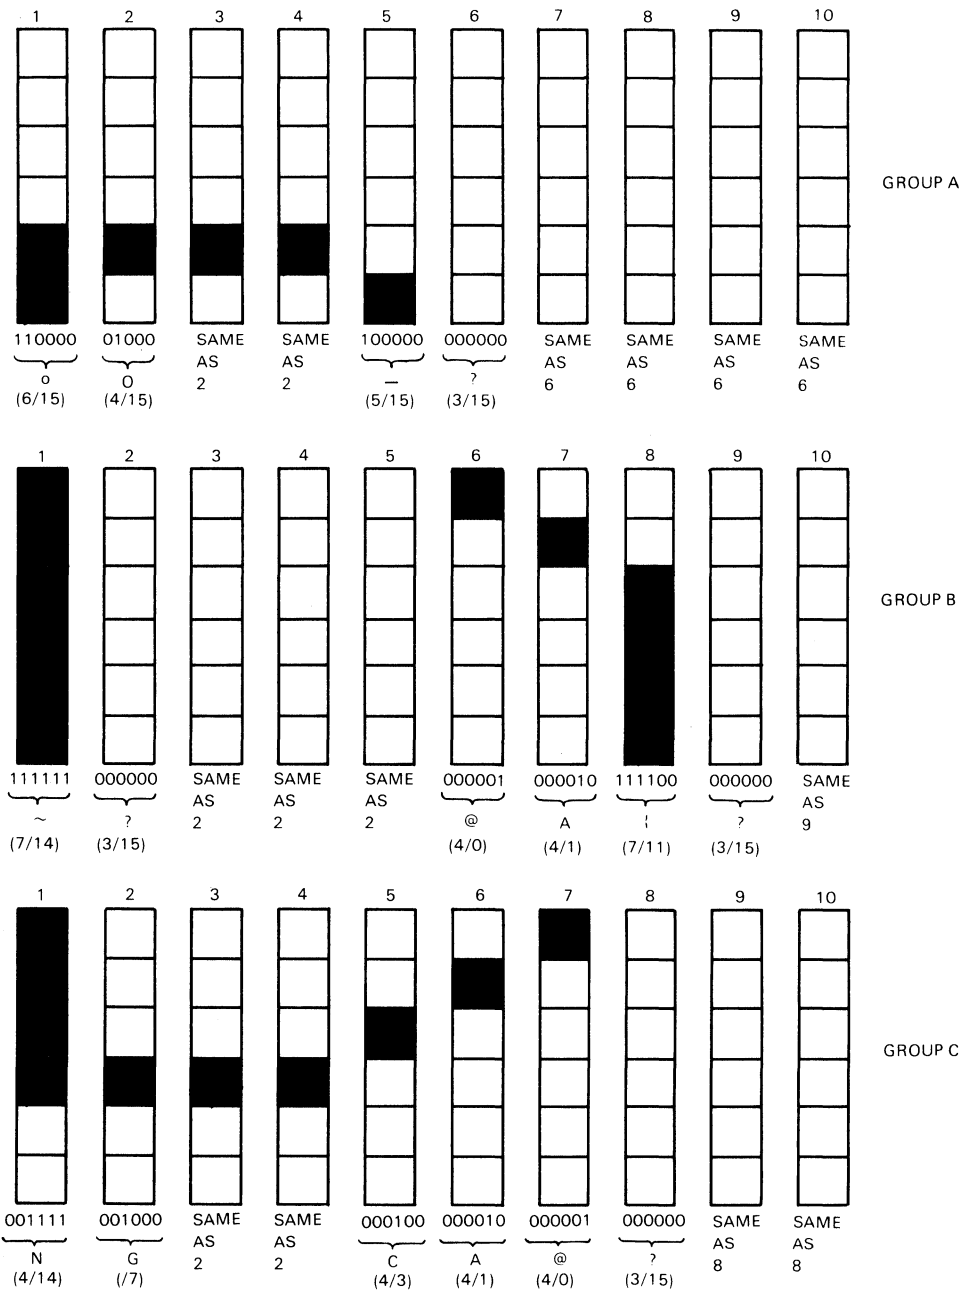 1 2 3 4 5 6 7 8 9 10
GROUP A
110000 01000 SAME 100000 000000 SAME SAME SAME SAME
AS AS AS AS AS AS
o O 2 2 — ? 6 6 6 6
(6/15) (4/15) (5/15) (3/15)
1 2 3 4 5 6 7 8 9 10
GROUP B
111111 000000 SAME SAME SAME 000001 000010 111100 000000 SAME
AS AS AS AS
~ ? 2 2 2 @ A ¦ ? 9
(7/14) (3/15) (4/0) (4/1) (7/11) (3/15)
1 2 3 4 5 6 7 8 9 10
GROUP C
001111 001000 SAME SAME 000100 000010 000001 000000 SAME SAME
AS AS AS AS
N G 2 2 C A @ ? 8 8
(4/14) (/7) (4/3) (4/1) (4/0) (3/15)